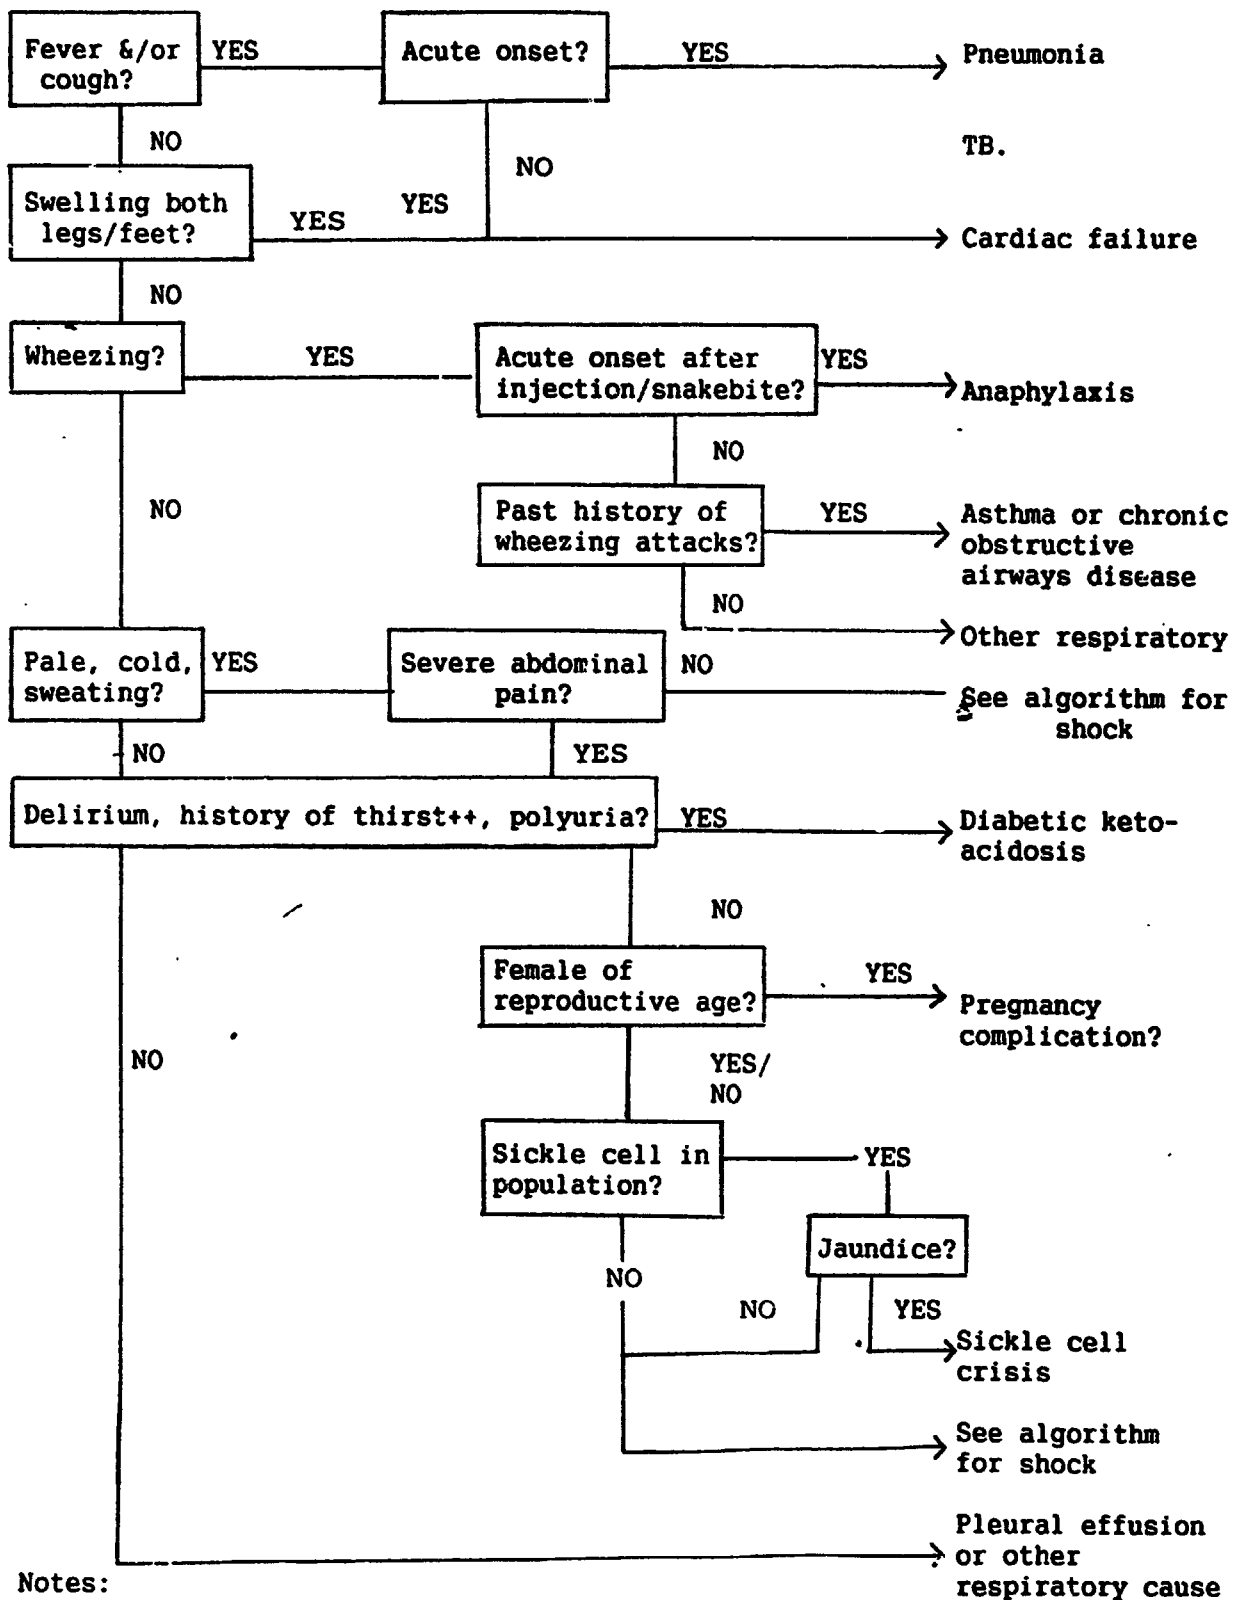 Fever &/or
cough?
YES
Acute onset?
YES
Pneumonia
NO
TB.
NO
Swelling both
legs/feet?
YES
YES
Cardiac failure
NO
Wheezing?
YES
Acute onset after
injection/snakebite?
YES
Anaphylaxis
NO
NO
Past history of
wheezing attacks?
YES
Asthma or chronic
obstructive
airways disease
NO
Other respiratory
Pale, cold,
sweating?
YES
Severe abdominal
pain?
NO
See algorithm for
shock
NO
YES
Delirium, history of thirst++, polyuria?
YES
Diabetic keto-
acidosis
NO
Female of
reproductive age?
YES
Pregnancy
complication?
NO
YES/
NO
Sickle cell in
population?
YES
Jaundice?
NO
NO
YES
Sickle cell
crisis
See algorithm
for shock
Pleural effusion
or other
respiratory cause
Notes: